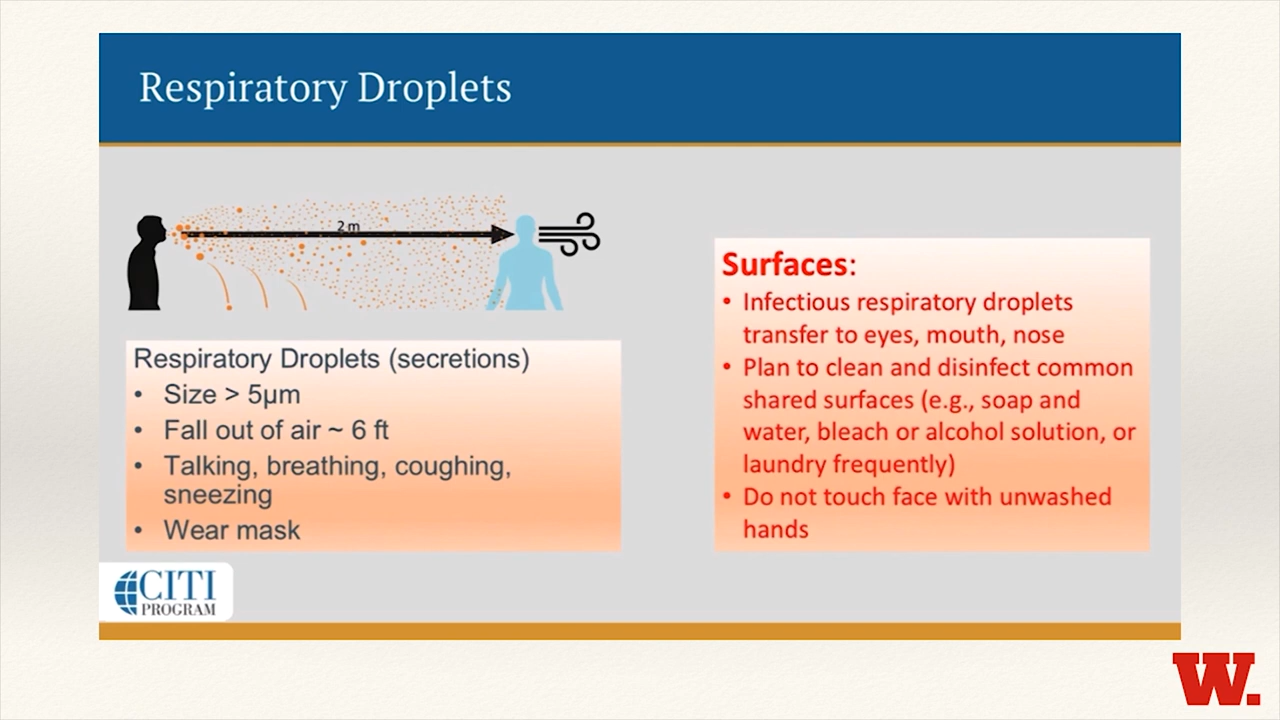 Respiratory Droplets
2 m
Respiratory Droplets (secretions)
• Size > 5µm
• Fall out of air ~ 6 ft
• Talking, breathing, coughing,
sneezing
• Wear mask
Surfaces:
• Infectious respiratory droplets
transfer to eyes, mouth, nose
• Plan to clean and disinfect common
shared surfaces (e.g., soap and
water, bleach or alcohol solution, or
laundry frequently)
• Do not touch face with unwashed
hands
CITI
PROGRAM
W.